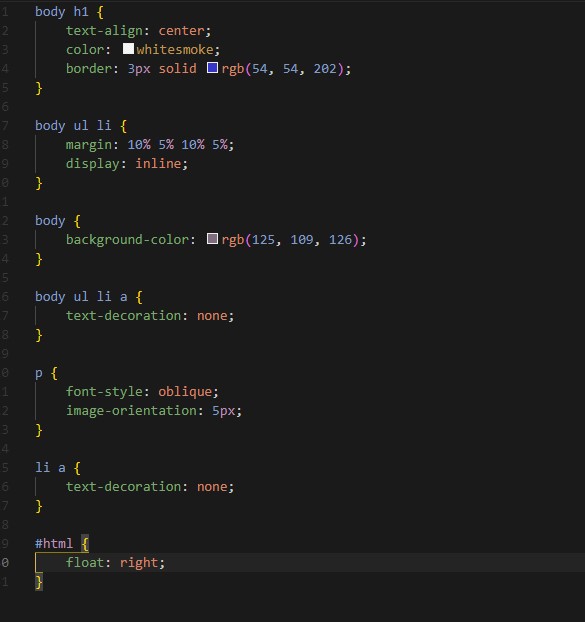 1 body h1 {
2 text-align: center;
3 color: whitesmoke;
4 border: 3px solid rgb(54, 54, 202);
5 }
6
7 body ul li {
8 margin: 10% 5% 10% 5%;
9 display: inline;
0 }
1
2 body {
3 background-color: rgb(125, 109, 126);
4 }
5
6 body ul li a {
7 text-decoration: none;
8 }
9
0 p {
1 font-style: oblique;
2 image-orientation: 5px;
3 }
4
5 li a {
6 text-decoration: none;
7 }
8
9 #html {
0 float: right;
1 }